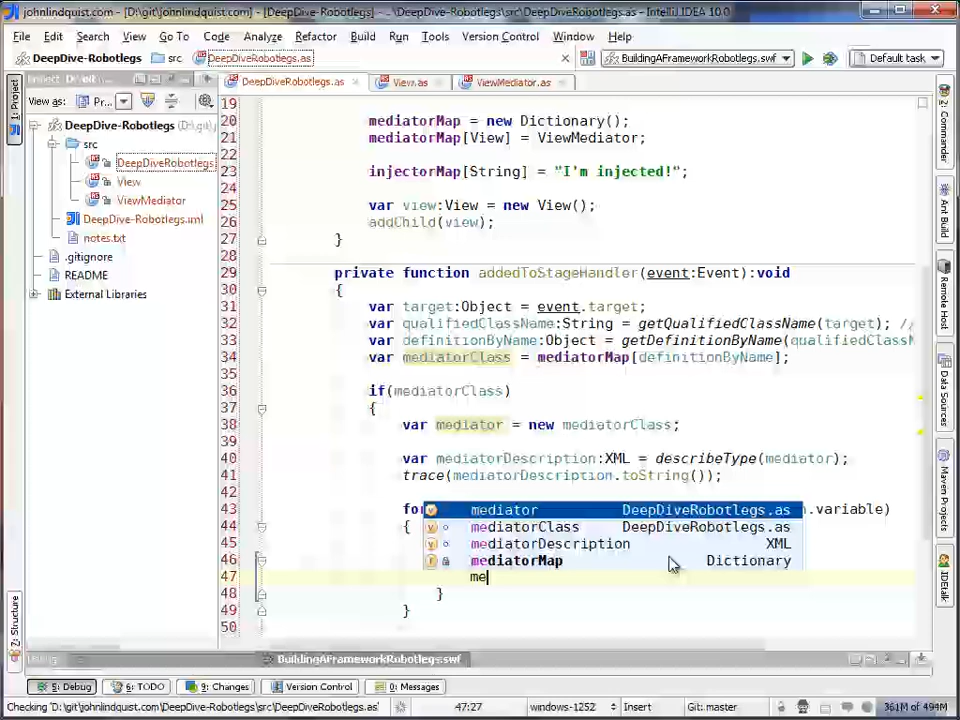 johnlindquist.com - [D:\git\johnlindquist.com] - [DeepDive-Robotlegs] - ...\DeepDive-Robotlegs\src\DeepDiveRobotlegs.as - IntelliJ IDEA 10.0
File Edit Search View Go To Code Analyze Refactor Build Run Tools Version Control Window Help
DeepDive-Robotlegs src DeepDiveRobotlegs.as BuildingAFrameworkRobotlegs.swf Default task
DeepDiveRobotlegs.as View.as ViewMediator.as
View as: Pr...
DeepDive-Robotlegs
src
DeepDiveRobotlegs
View
ViewMediator
DeepDive-Robotlegs.iml
notes.txt
.gitignore
README
External Libraries
1: Project
7: Structure
19
20 mediatorMap = new Dictionary();
21 mediatorMap[View] = ViewMediator;
22
23 injectorMap[String] = "I'm injected!";
24
25 var view:View = new View();
26 addChild(view);
27 }
28
29 private function addedToStageHandler(event:Event):void
30 {
31 var target:Object = event.target;
32 var qualifiedClassName:String = getQualifiedClassName(target); //
33 var definitionByName:Object = getDefinitionByName(qualifiedClassN
34 var mediatorClass = mediatorMap[definitionByName];
35
36 if(mediatorClass)
37 {
38 var mediator = new mediatorClass;
39
40 var mediatorDescription:XML = describeType(mediator);
41 trace(mediatorDescription.toString());
42
43 fo .variable)
44 {
45
46
47 me
48 }
49 }
50
mediator DeepDiveRobotlegs.as
mediatorClass DeepDiveRobotlegs.as
mediatorDescription XML
mediatorMap Dictionary
Commander
Ant Build
Remote Host
Data Sources
Maven Projects
IDEtalk
BuildingAFrameworkRobotlegs.swf
5: Debug 6: TODO 9: Changes Version Control 0: Messages
Checking 'D:\git\johnlindquist.com\DeepDive-Robotlegs\src\DeepDiveRobotlegs.as' 47:27 windows-1252 Insert Git: master 361M of 494M